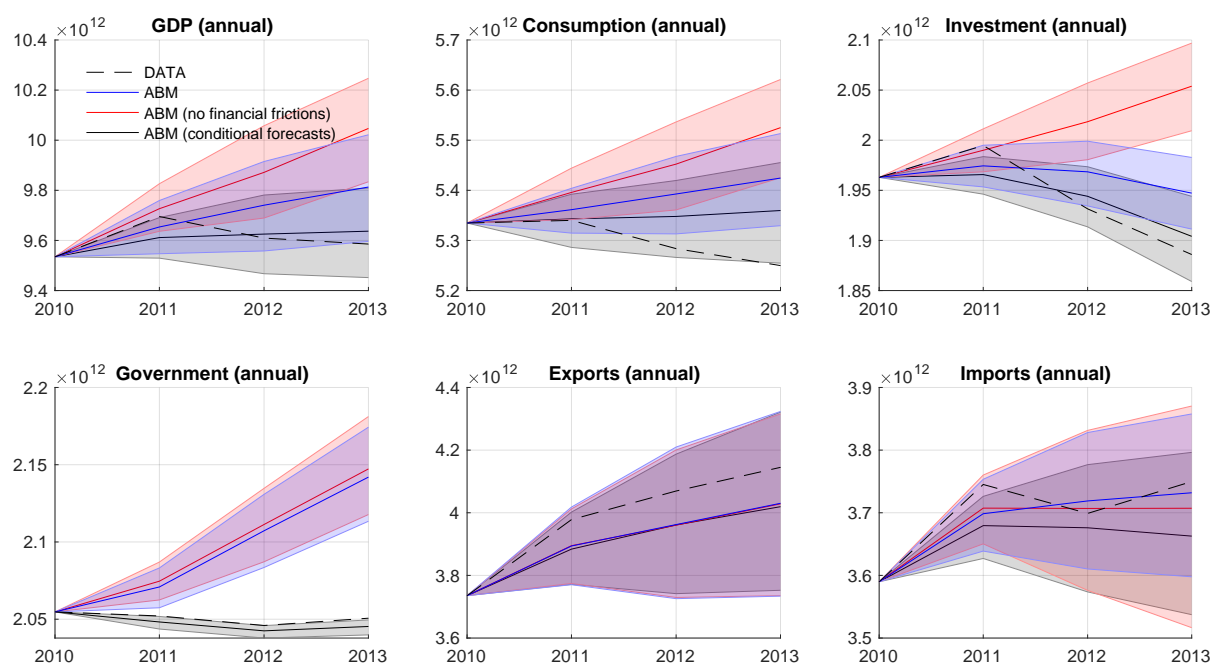 ×10^12
GDP (annual)
10.4
10.2
10.0
9.8
9.6
9.4
2010 2011 2012 2013
DATA
ABM
ABM (no financial frictions)
ABM (conditional forecasts)
×10^12
Consumption (annual)
5.7
5.6
5.5
5.4
5.3
5.2
2010 2011 2012 2013
×10^12
Investment (annual)
2.1
2.05
2
1.95
1.9
1.85
2010 2011 2012 2013
×10^12
Government (annual)
2.2
2.15
2.1
2.05
2010 2011 2012 2013
×10^12
Exports (annual)
4.4
4.2
4
3.8
3.6
2010 2011 2012 2013
×10^12
Imports (annual)
3.9
3.8
3.7
3.6
3.5
2010 2011 2012 2013